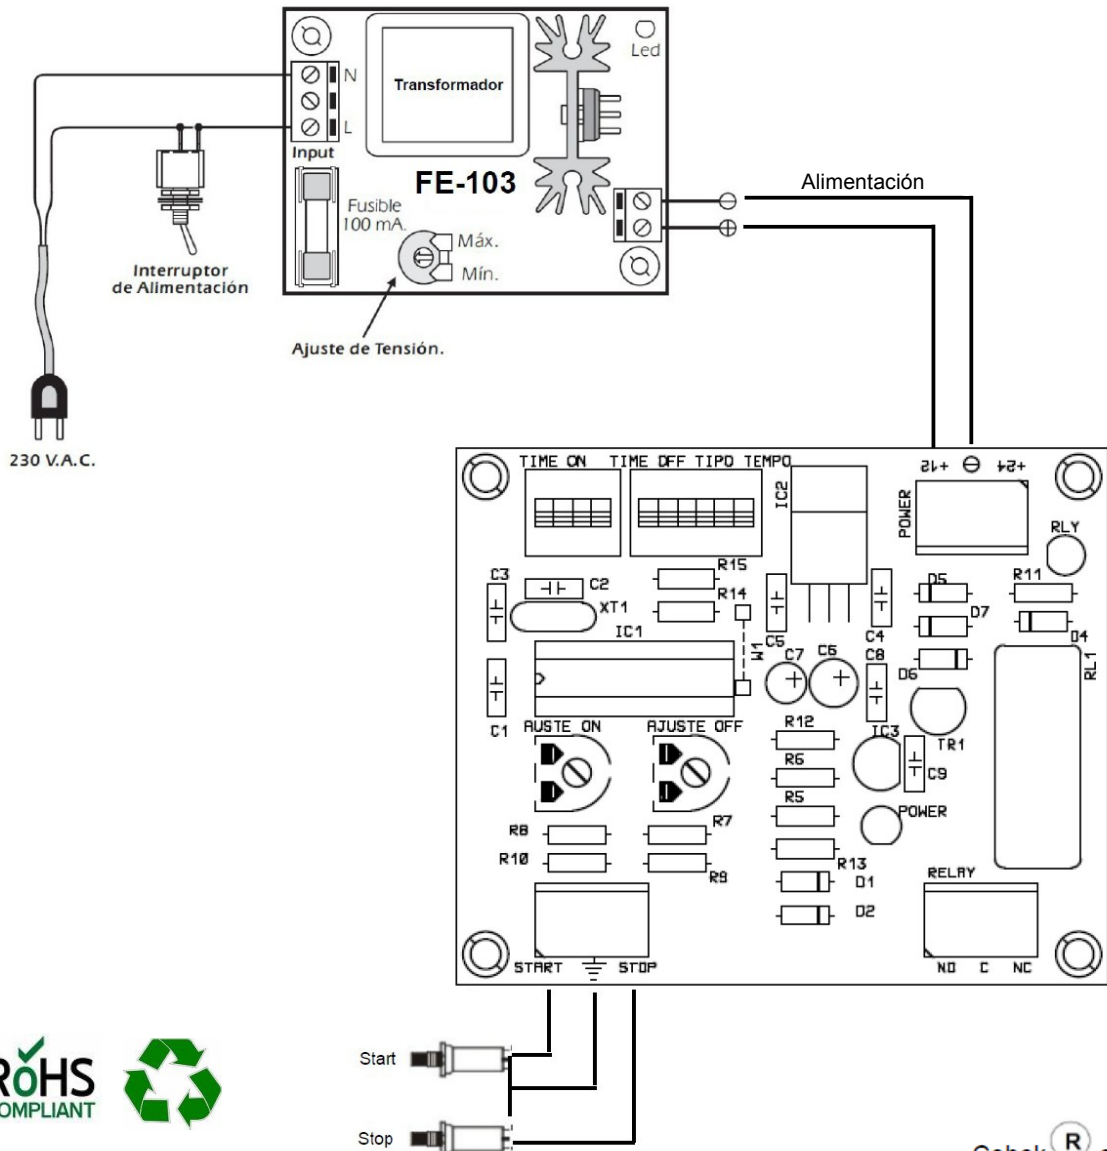 Led
N
Transformador
L
Input
FE-103
Fusible
100 mA.
Máx.
Mín.
Alimentación
Interruptor
de Alimentación
Ajuste de Tensión.
230 V.A.C.
TIME ON TIME OFF TIPO TEMPO
IC2
POWER
+12 +24
RLY
C3
C2
R15
D5
R11
R14
XT1
D7
C5
C4
D4
IC1
W1
C7
C6
C8
D6
RL1
C1
AUSTE ON
AJUSTE OFF
R12
IC3
TR1
R6
C9
R5
POWER
R8
R7
R10
R9
R13
D1
D2
RELAY
START
STOP
NO C NC
Start
Stop
RoHS
COMPLIANT
R